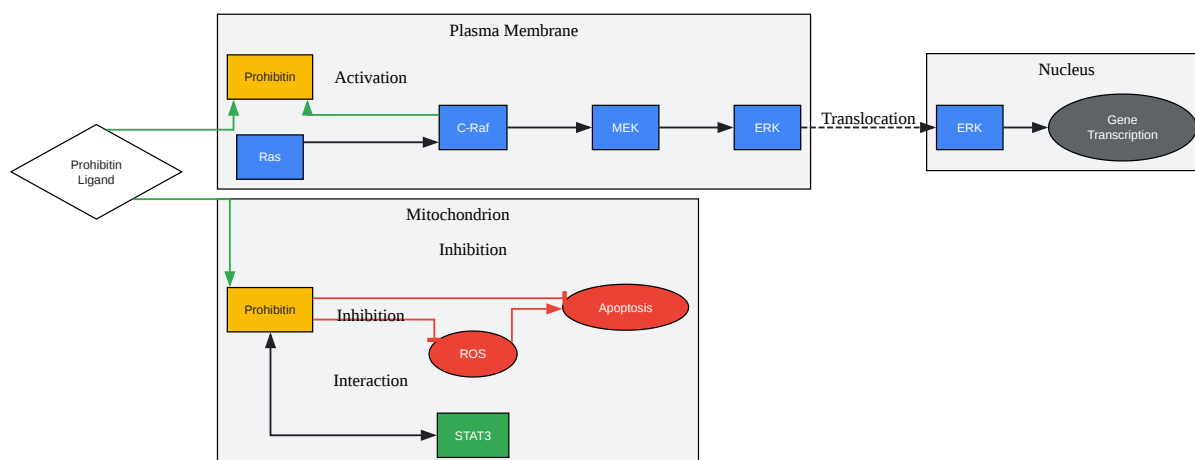 Plasma Membrane
Prohibitin
Activation
Ras
C-Raf
MEK
ERK
Translocation
Nucleus
ERK
Gene
Transcription
Prohibitin
Ligand
Mitochondrion
Inhibition
Prohibitin
Inhibition
Apoptosis
ROS
Interaction
STAT3